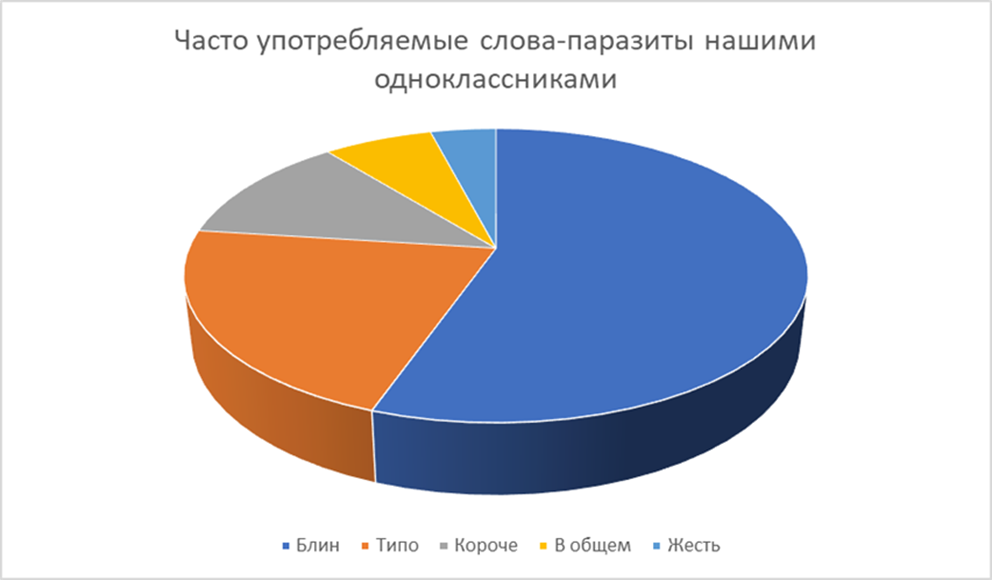 Часто употребляемые слова-паразиты нашими
одноклассниками
Блин Типо Короче В общем Жесть